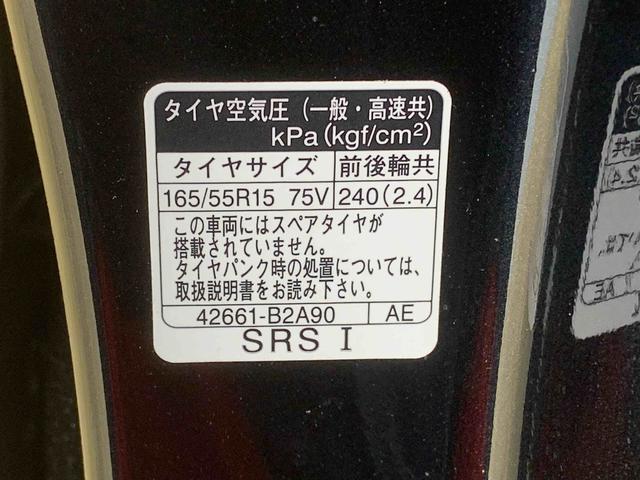 タイヤ空気圧（一般・高速共）
kPa(kgf/cm²)
タイヤサイズ 前後輪共
165/55R15 75V 240(2.4)
この車両にはスペアタイヤが
搭載されていません。
タイヤパンク時の処置については、
取扱説明書をお読み下さい。
42661-B2A90 AE
SRS I